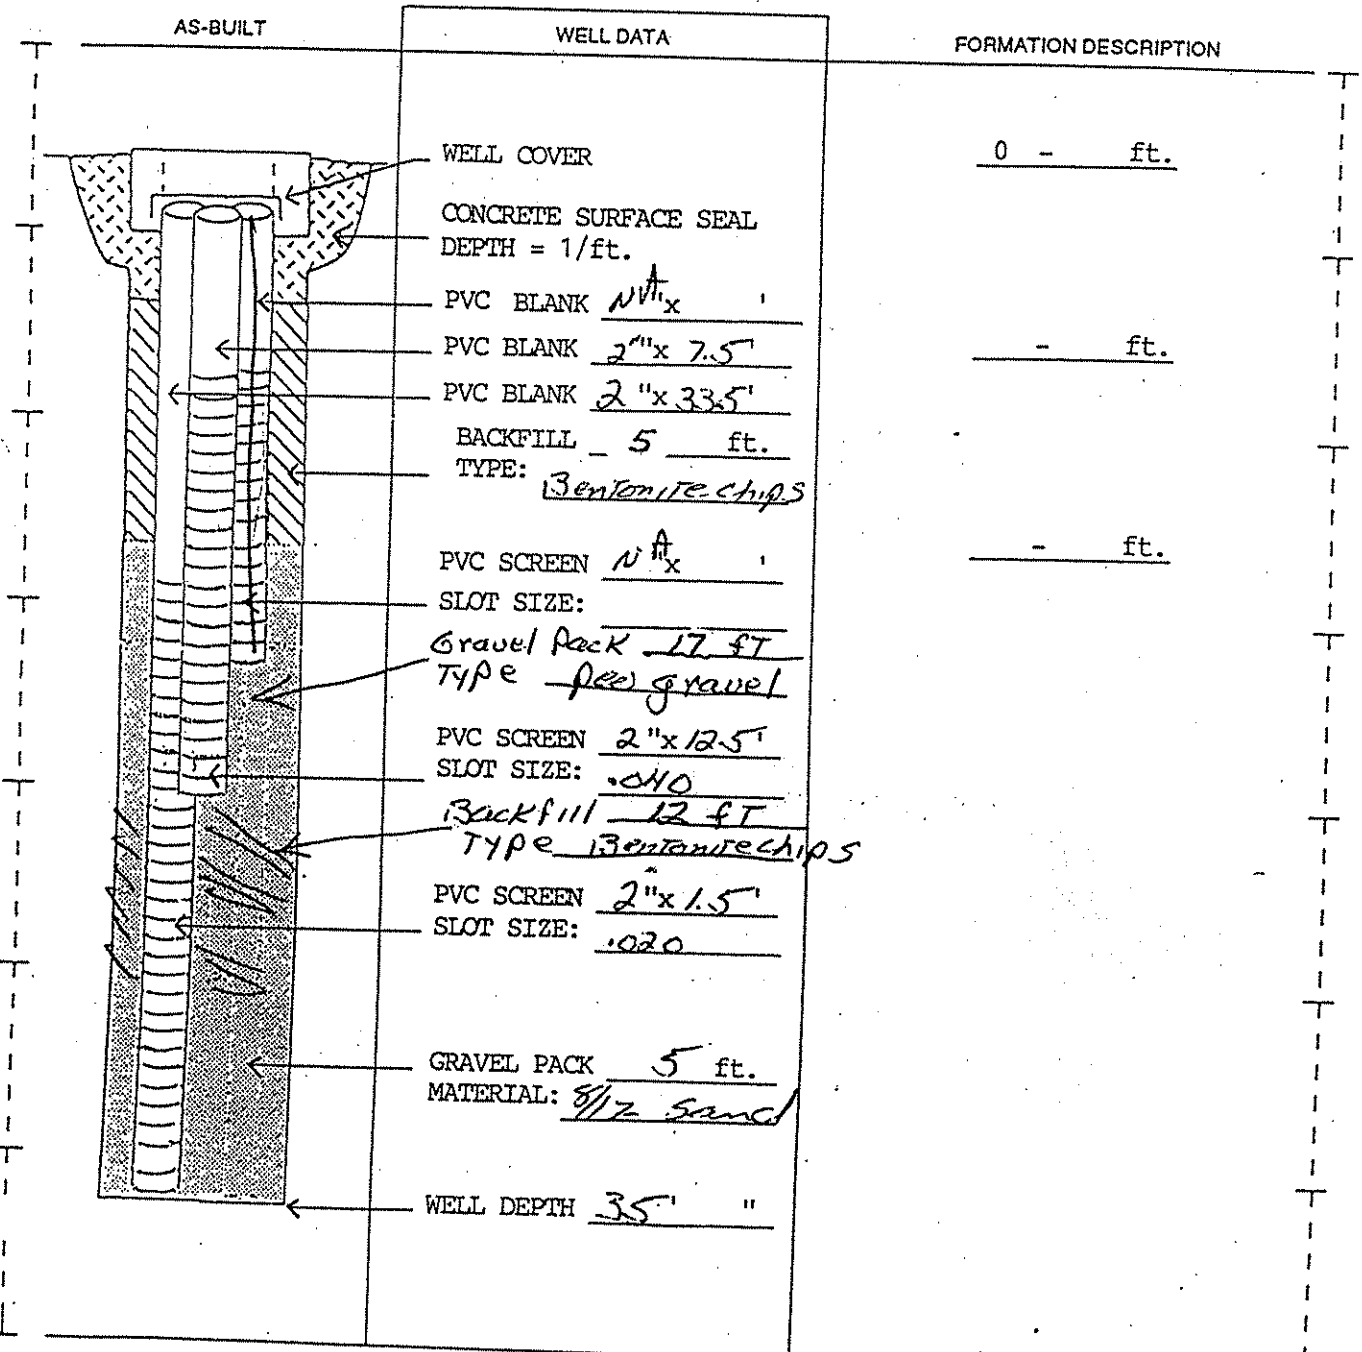 AS-BUILT
WELL DATA
FORMATION DESCRIPTION
WELL COVER
0 - ft.
CONCRETE SURFACE SEAL
DEPTH = 1/ft.
PVC BLANK NA "x '
PVC BLANK 2 "x 7.5'
- ft.
PVC BLANK 2 "x 33.5'
BACKFILL 5 ft.
TYPE: Bentonite chips
PVC SCREEN NA "x '
- ft.
SLOT SIZE:
Gravel Pack 17 fT
Type pea gravel
PVC SCREEN 2 "x 12.5'
SLOT SIZE: .040
Backfill 12 fT
Type Bentonite chips
PVC SCREEN 2 "x 1.5'
SLOT SIZE: .020
GRAVEL PACK 5 ft.
MATERIAL: 8/12 Sand
WELL DEPTH 35' "